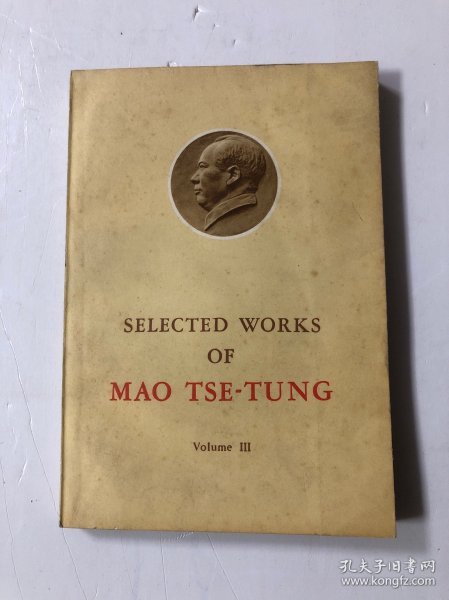 SELECTED WORKS
OF
MAO TSE-TUNG
Volume III
孔夫子旧书网
www.kongfz.com